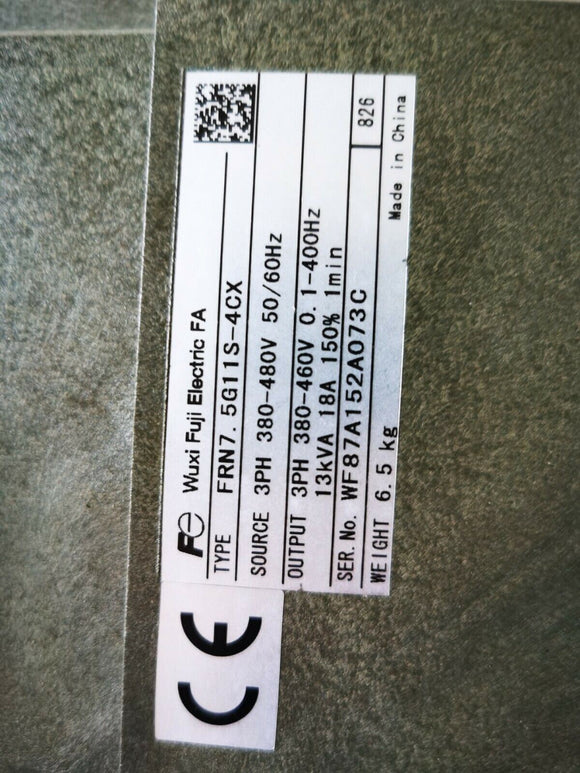 Fe Wuxi Fuji Electric FA
TYPE FRN7.5G11S-4CX
SOURCE 3PH 380-480V 50/60Hz
OUTPUT 3PH 380-460V 0.1-400Hz
13kVA 18A 150% 1min
SER. No. WF87A152A073C
WEIGHT 6.5 kg 826
Made in China
CE